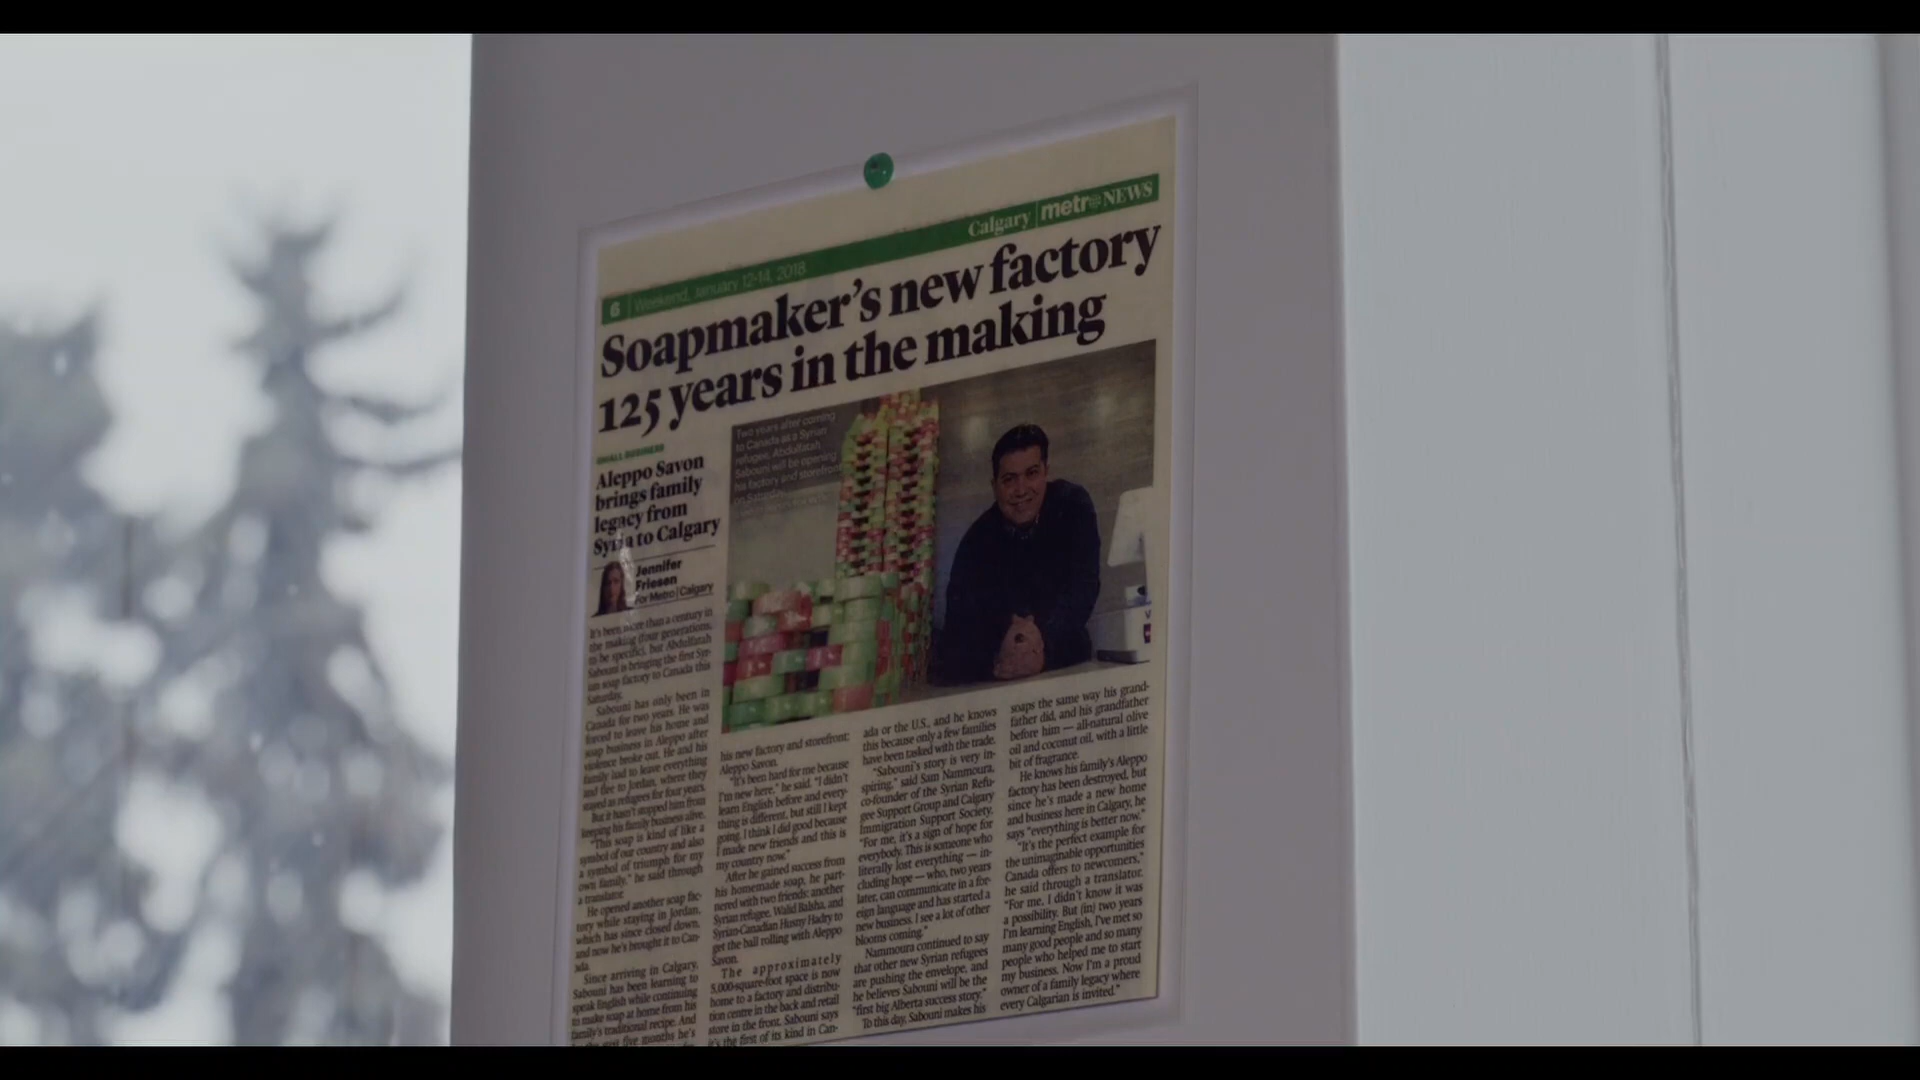 Calgary metro NEWS
6 Weekend, January 12-14, 2018
Soapmaker's new factory
125 years in the making
SMALL BUSINESS
Aleppo Savon
brings family
legacy from
Syria to Calgary
Jennifer
Friesen
For Metro | Calgary
Two years after coming
to Canada as a Syrian
refugee, Abdulfatah
Sabouni will be opening
his factory and storefront
on Saturday.
It's been more than a century in
the making (four generations,
to be specific), but Abdulfatah
Sabouni is bringing the first Syr-
ian soap factory to Canada this
Saturday.
Sabouni has only been in
Canada for two years. He was
forced to leave his home and
soap business in Aleppo after
violence broke out. He and his
family had to leave everything
and flee to Jordan, where they
stayed as refugees for four years.
But it hasn't stopped him from
keeping his family business alive.
"This soap is kind of like a
symbol of our country and also
a symbol of triumph for my
own family," he said through
a translator.
He opened another soap fac-
tory while staying in Jordan,
which has since closed down,
and now he's brought it to Can-
ada.
Since arriving in Calgary,
Sabouni has been learning to
speak English while continuing
to make soap at home from his
family's traditional recipe. And
past five months he's
his new factory and storefront:
Aleppo Savon.
"It's been hard for me because
I'm new here," he said. "I didn't
learn English before and every-
thing is different, but still I kept
going. I think I did good because
I made new friends and this is
my country now."
After he gained success from
his homemade soap, he part-
nered with two friends: another
Syrian refugee, Walid Balsha, and
Syrian-Canadian Husny Hadry to
get the ball rolling with Aleppo
Savon.
The approximately
5,000-square-foot space is now
home to a factory and distribu-
tion centre in the back and retail
store in the front. Sabouni says
it's the first of its kind in Can-
ada or the U.S., and he knows
this because only a few families
have been tasked with the trade.
"Sabouni's story is very in-
spiring," said Sam Nammoura,
co-founder of the Syrian Refu-
gee Support Group and Calgary
Immigration Support Society.
"For me, it's a sign of hope for
everybody. This is someone who
literally lost everything — in-
cluding hope — who, two years
later, can communicate in a for-
eign language and has started a
new business. I see a lot of other
blooms coming."
Nammoura continued to say
that other new Syrian refugees
are pushing the envelope, and
he believes Sabouni will be the
"first big Alberta success story."
To this day, Sabouni makes his
soaps the same way his grand-
father did, and his grandfather
before him — all-natural olive
oil and coconut oil, with a little
bit of fragrance.
He knows his family's Aleppo
factory has been destroyed, but
since he's made a new home
and business here in Calgary, he
says "everything is better now."
"It's the perfect example for
the unimaginable opportunities
Canada offers to newcomers,"
he said through a translator.
"For me, I didn't know it was
a possibility. But (in) two years
I'm learning English, I've met so
many good people and so many
people who helped me to start
my business. Now I'm a proud
owner of a family legacy where
every Calgarian is invited."